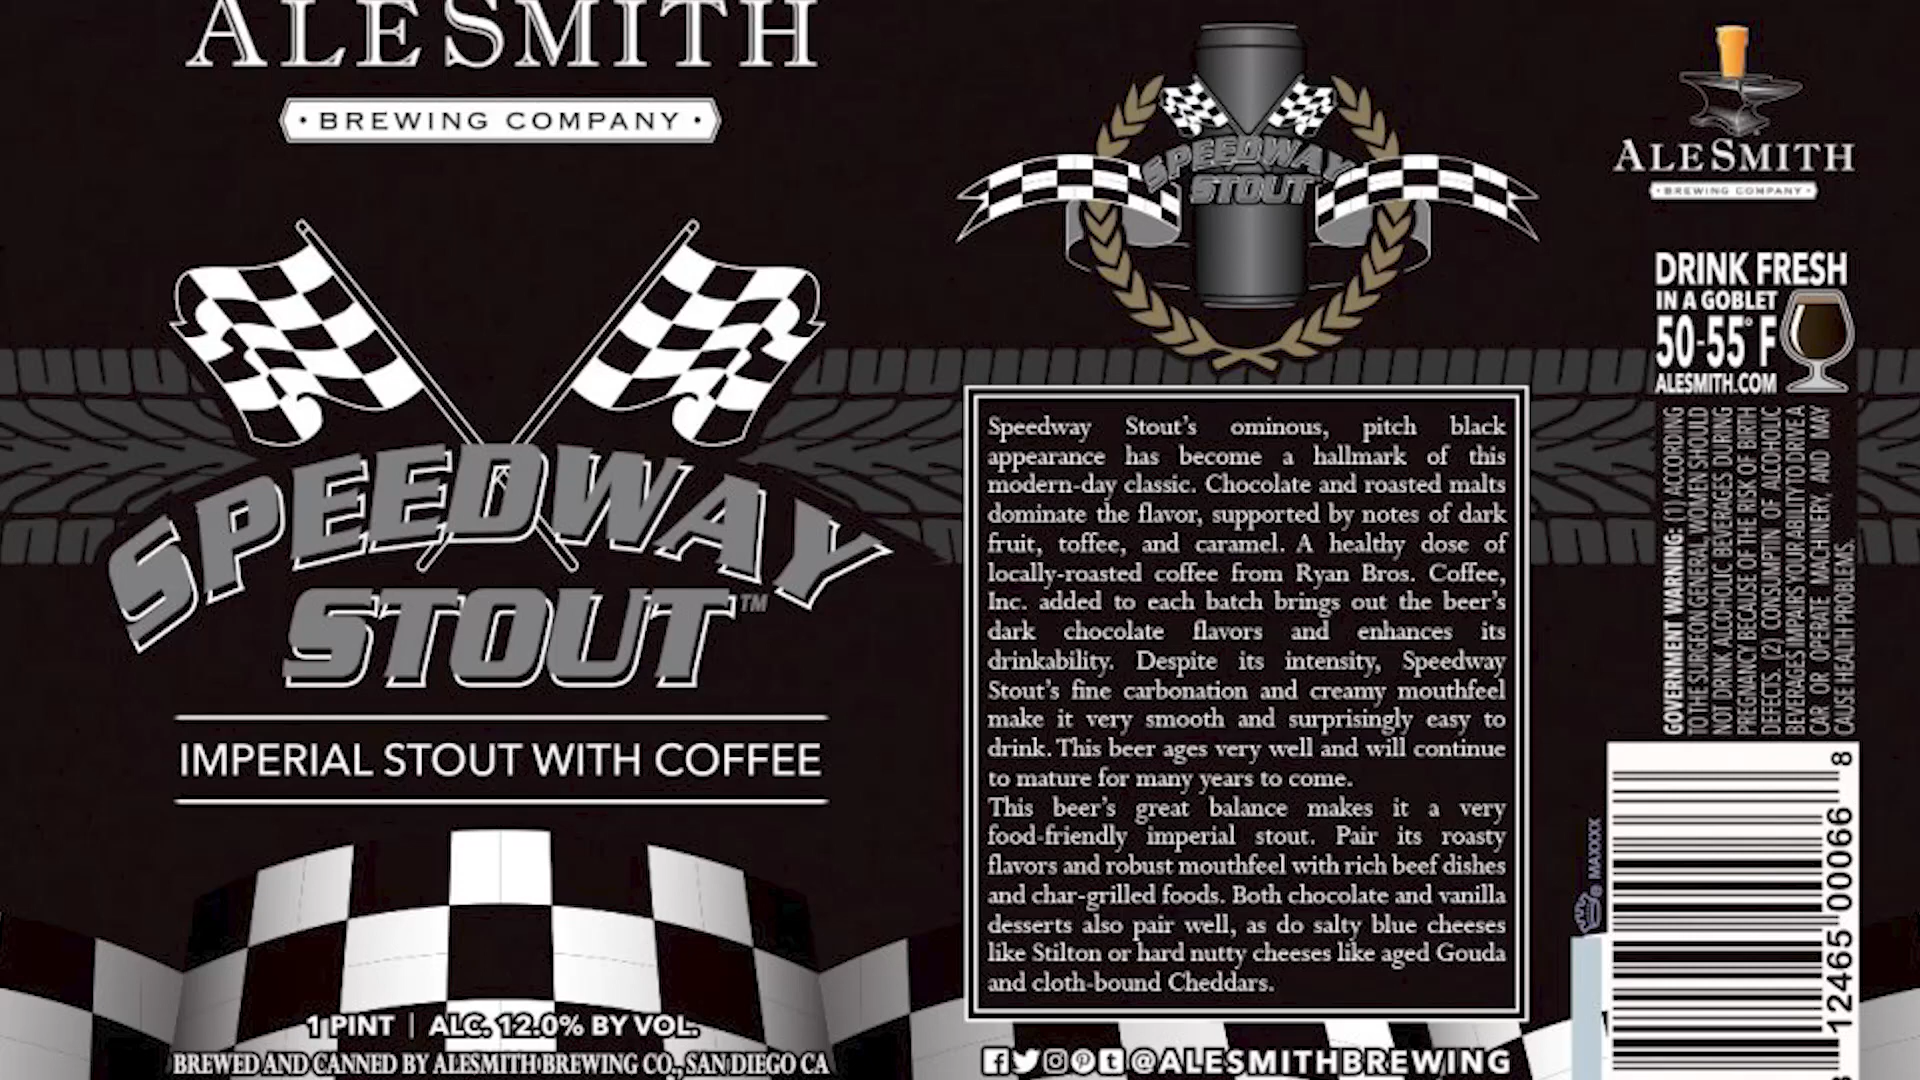 ALESMITH
• BREWING COMPANY •
SPEEDWAY
STOUT™
IMPERIAL STOUT WITH COFFEE
1 PINT | ALC. 12.0% BY VOL.
BREWED AND CANNED BY ALESMITH BREWING CO., SAN DIEGO CA
SPEEDWAY
STOUT
Speedway Stout’s ominous, pitch black
appearance has become a hallmark of this
modern-day classic. Chocolate and roasted malts
dominate the flavor, supported by notes of dark
fruit, toffee, and caramel. A healthy dose of
locally-roasted coffee from Ryan Bros. Coffee,
Inc. added to each batch brings out the beer’s
dark chocolate flavors and enhances its
drinkability. Despite its intensity, Speedway
Stout’s fine carbonation and creamy mouthfeel
make it very smooth and surprisingly easy to
drink. This beer ages very well and will continue
to mature for many years to come.
This beer’s great balance makes it a very
food-friendly imperial stout. Pair its roasty
flavors and robust mouthfeel with rich beef dishes
and char-grilled foods. Both chocolate and vanilla
desserts also pair well, as do salty blue cheeses
like Stilton or hard nutty cheeses like aged Gouda
and cloth-bound Cheddars.
@ALESMITHBREWING
ALESMITH
• BREWING COMPANY •
DRINK FRESH
IN A GOBLET
50-55° F
ALESMITH.COM
GOVERNMENT WARNING: (1) ACCORDING
TO THE SURGEON GENERAL, WOMEN SHOULD
NOT DRINK ALCOHOLIC BEVERAGES DURING
PREGNANCY BECAUSE OF THE RISK OF BIRTH
DEFECTS. (2) CONSUMPTIN OF ALCOHOLIC
BEVERAGES IMPAIRS YOUR ABILITY TO DRIVE A
CAR OR OPERATE MACHINERY, AND MAY
CAUSE HEALTH PROBLEMS.
MAXXXX
12465 00066 8